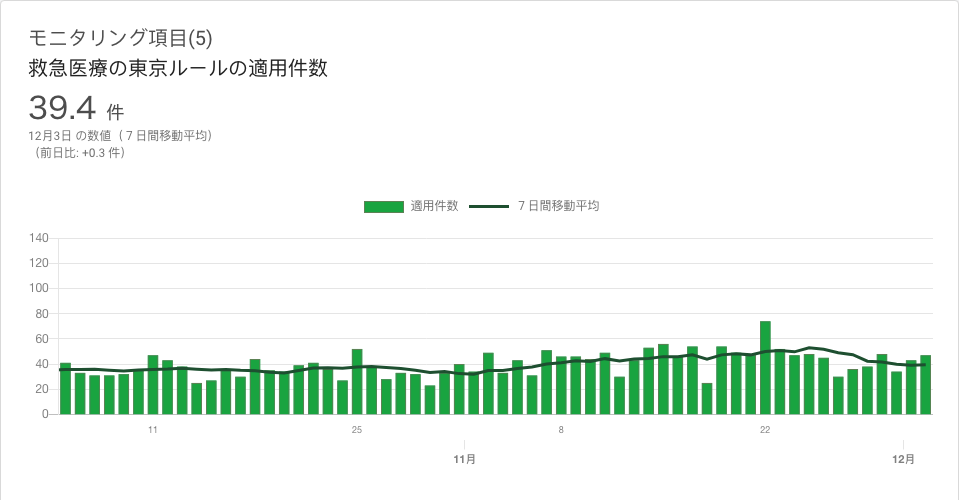 モニタリング項目(5)
救急医療の東京ルールの適用件数
39.4 件
12月3日 の数値（７日間移動平均）
（前日比: +0.3 件）
適用件数 ７日間移動平均
140
120
100
80
60
40
20
0
11 25 8 22
11月 12月